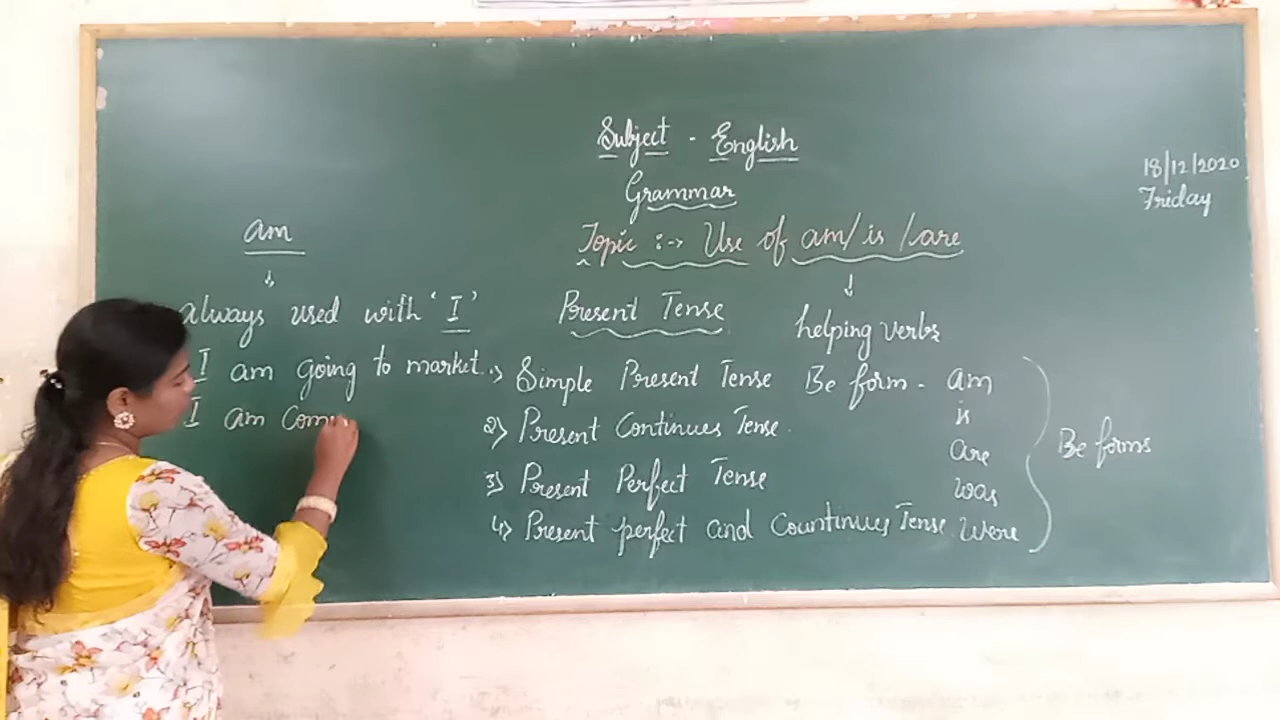 Subject - English
Grammar
Topic :-> Use of am/is/are
18/12/2020
Friday
am
always used with 'I'
I am going to market.
I am Com
Present Tense
helping verbs
1) Simple Present Tense
2) Present Continues Tense.
3) Present Perfect Tense
4) Present perfect and Countinues Tense
Be form - am
is
are
was
were
Be forms